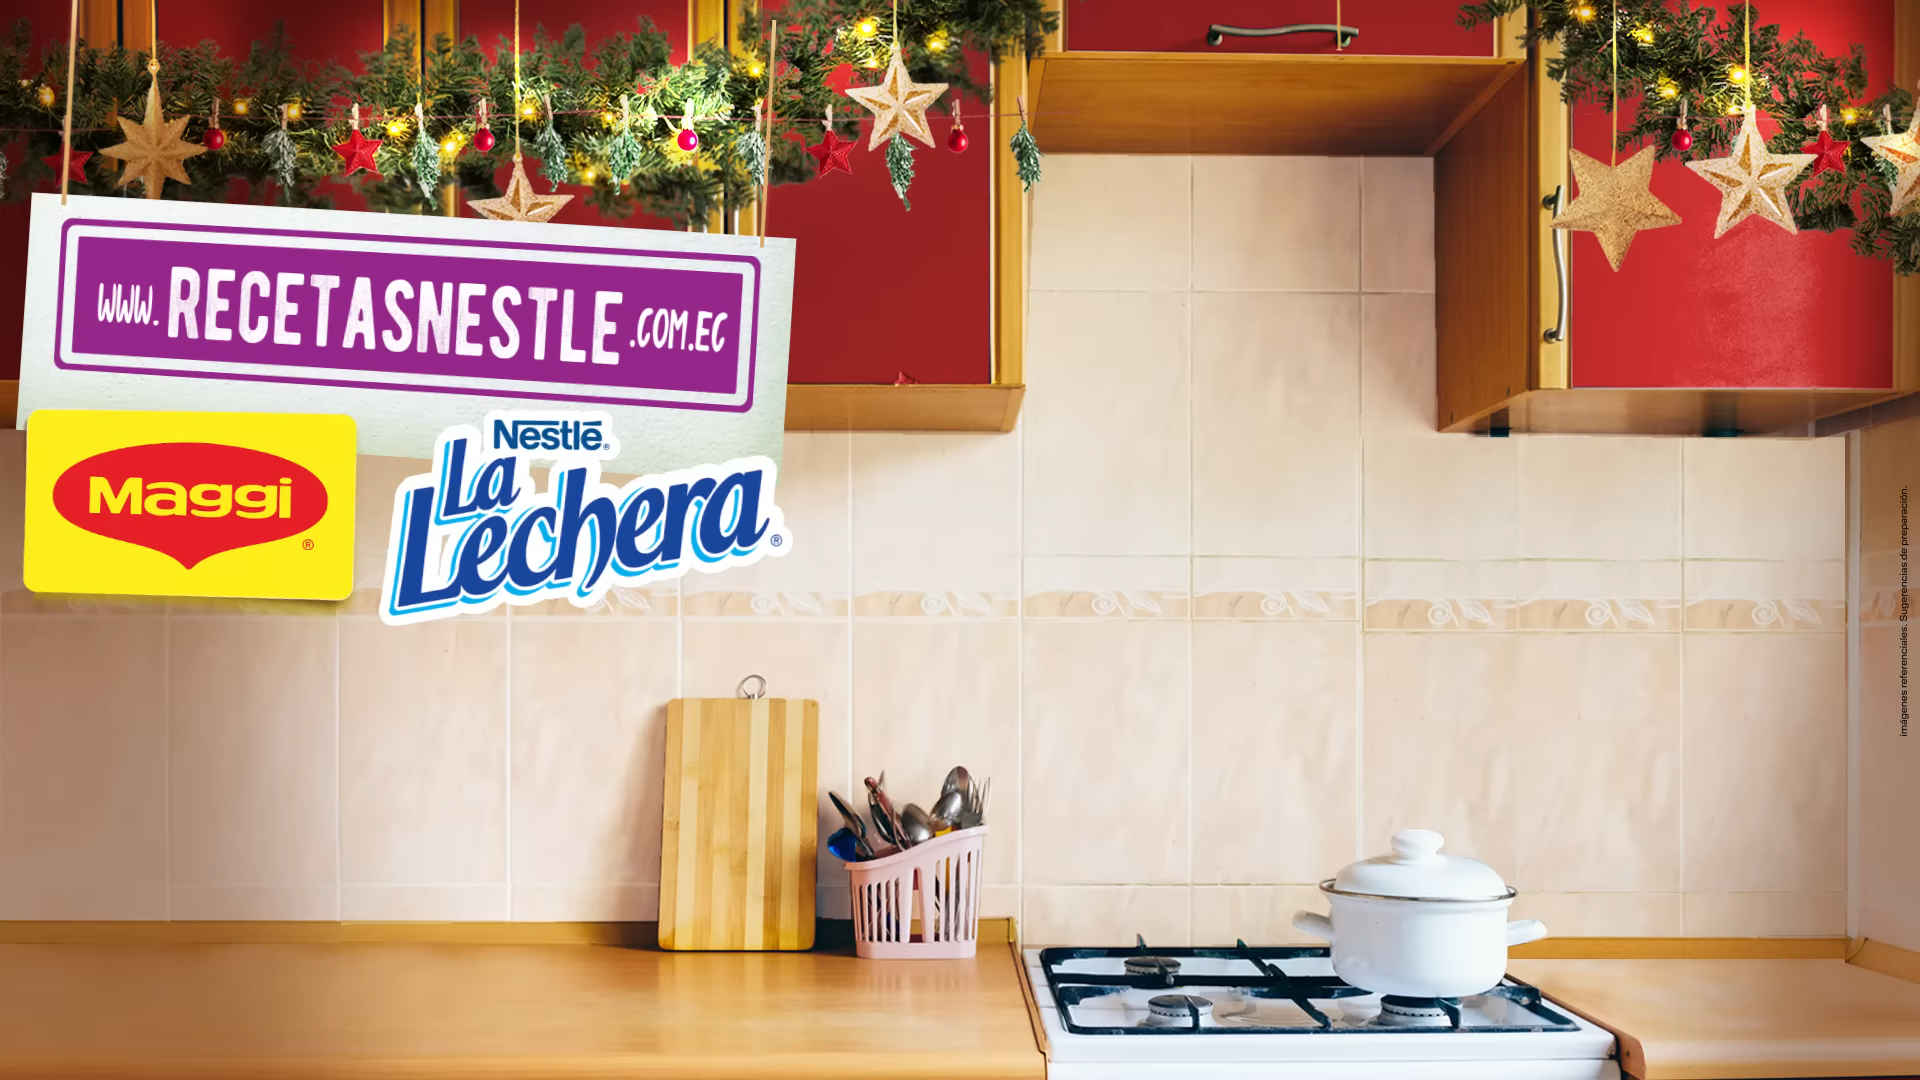 www.RECETASNESTLE.COM.EC
Nestlé®
Maggi®
La
Lechera®
imágenes referenciales. Sugerencias de preparación.